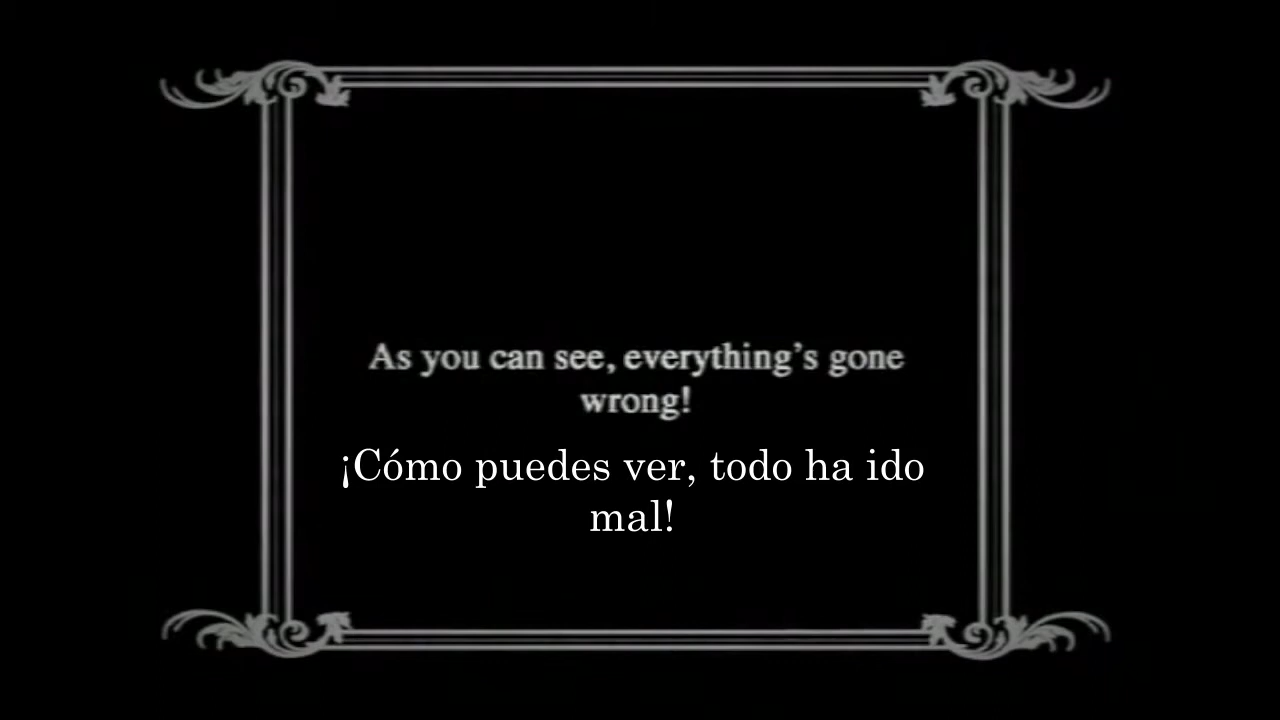 As you can see, everything’s gone
wrong!
¡Cómo puedes ver, todo ha ido
mal!